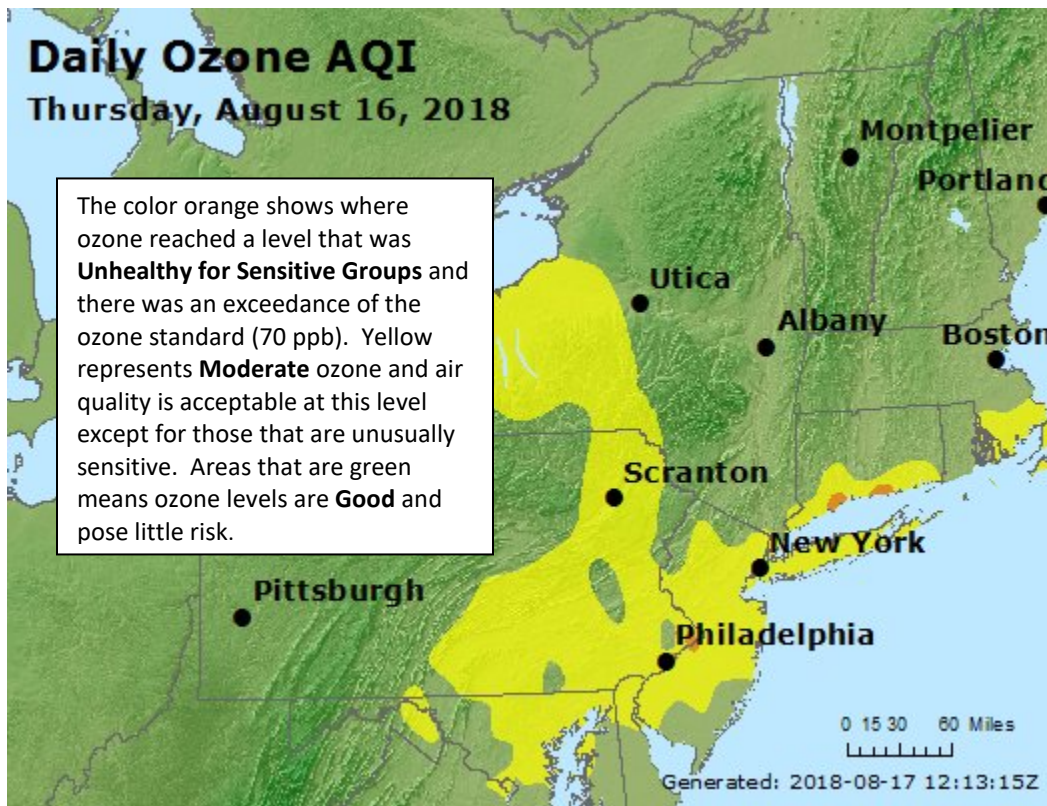 Daily Ozone AQI
Thursday, August 16, 2018
Montpelier
Portland
The color orange shows where
ozone reached a level that was
Unhealthy for Sensitive Groups and
there was an exceedance of the
ozone standard (70 ppb).  Yellow
represents Moderate ozone and air
quality is acceptable at this level
except for those that are unusually
sensitive.  Areas that are green
means ozone levels are Good and
pose little risk.
Utica
Albany
Boston
Scranton
New York
Pittsburgh
Philadelphia
0 15 30 60 Miles
Generated: 2018-08-17 12:13:15Z